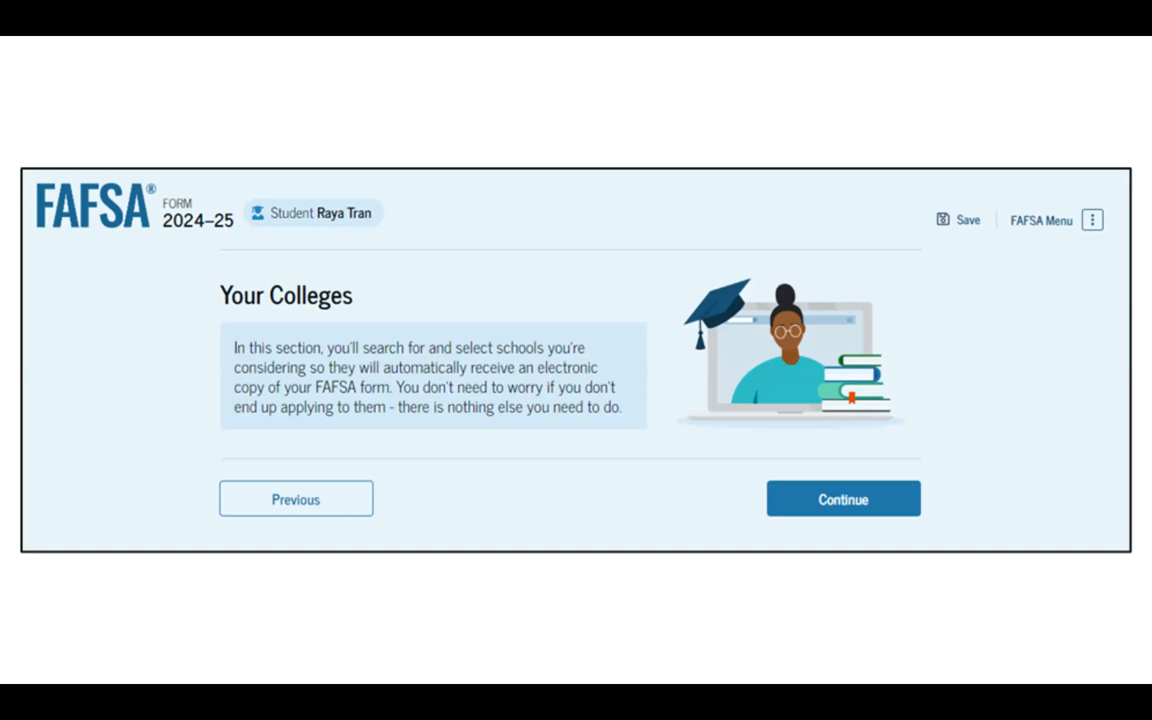 FAFSA®
FORM
2024–25
Student Raya Tran
Save
FAFSA Menu
Your Colleges
In this section, you'll search for and select schools you're
considering so they will automatically receive an electronic
copy of your FAFSA form. You don't need to worry if you don't
end up applying to them - there is nothing else you need to do.
Previous
Continue